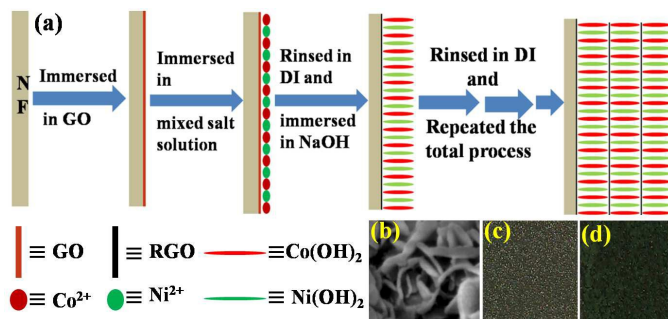 (a)
N
F
Immersed
in GO
Immersed
in
mixed salt
solution
Rinsed in
DI and
immersed
in NaOH
Rinsed in DI
and
Repeated the
total process
≡ GO
≡ RGO
≡Co(OH)₂
≡ Co²⁺
≡ Ni²⁺
≡Ni(OH)₂
(b)
(c)
(d)